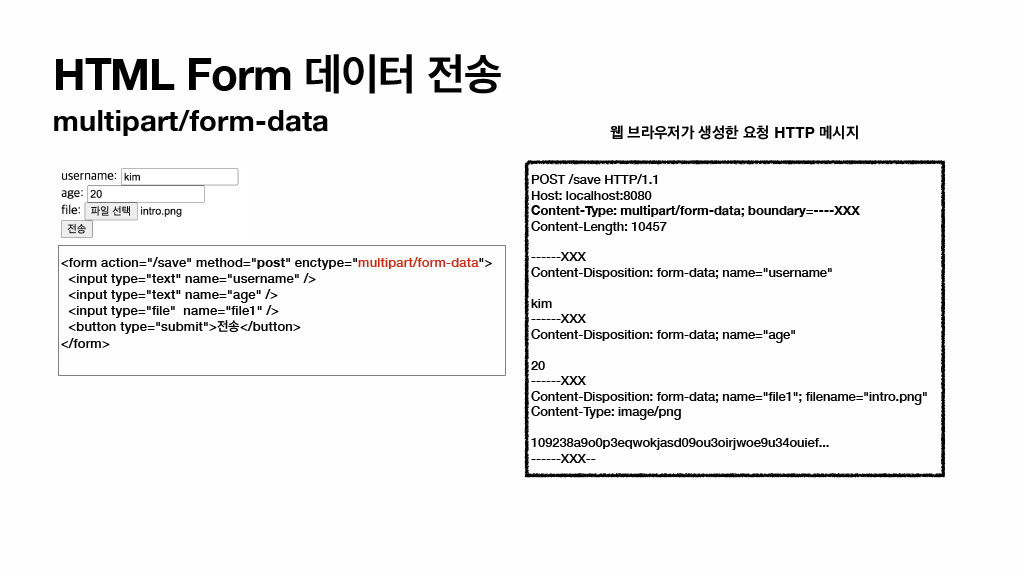 HTML Form 데이터 전송
multipart/form-data
username: kim
age: 20
file: 파일 선택 intro.png
전송
<form action="/save" method="post" enctype="multipart/form-data">
<input type="text" name="username" />
<input type="text" name="age" />
<input type="file"  name="file1" />
<button type="submit">전송</button>
</form>
웹 브라우저가 생성한 요청 HTTP 메시지
POST /save HTTP/1.1
Host: localhost:8080
Content-Type: multipart/form-data; boundary=----XXX
Content-Length: 10457

------XXX
Content-Disposition: form-data; name="username"

kim
------XXX
Content-Disposition: form-data; name="age"

20
------XXX
Content-Disposition: form-data; name="file1"; filename="intro.png"
Content-Type: image/png

109238a9o0p3eqwokjasd09ou3oirjwoe9u34ouief...
------XXX--